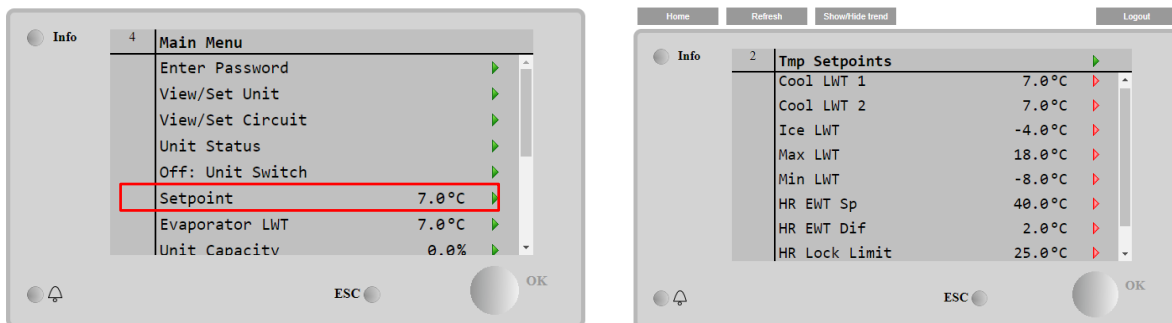 Info
4 Main Menu
Enter Password
View/Set Unit
View/Set Circuit
Unit Status
Off: Unit Switch
Setpoint 7.0°C
Evaporator LWT 7.0°C
Unit Capacity 0.0%
ESC
OK
Home Refresh Show/Hide trend Logout
Info
2 Tmp Setpoints
Cool LWT 1 7.0°C
Cool LWT 2 7.0°C
Ice LWT -4.0°C
Max LWT 18.0°C
Min LWT -8.0°C
HR EWT Sp 40.0°C
HR EWT Dif 2.0°C
HR Lock Limit 25.0°C
ESC
OK